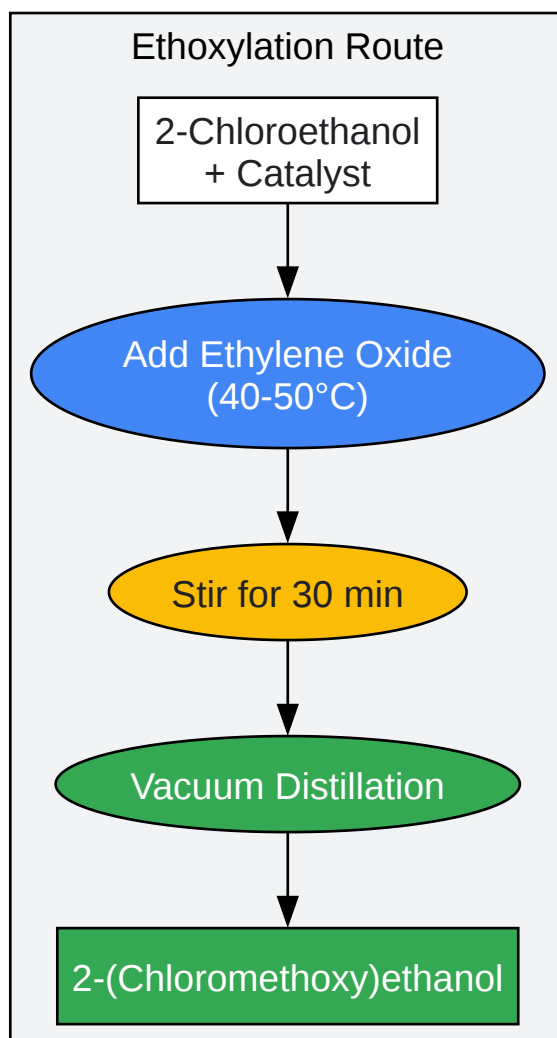 Ethoxylation Route
2-Chloroethanol
+ Catalyst
Add Ethylene Oxide
(40-50°C)
Stir for 30 min
Vacuum Distillation
2-(Chloromethoxy)ethanol